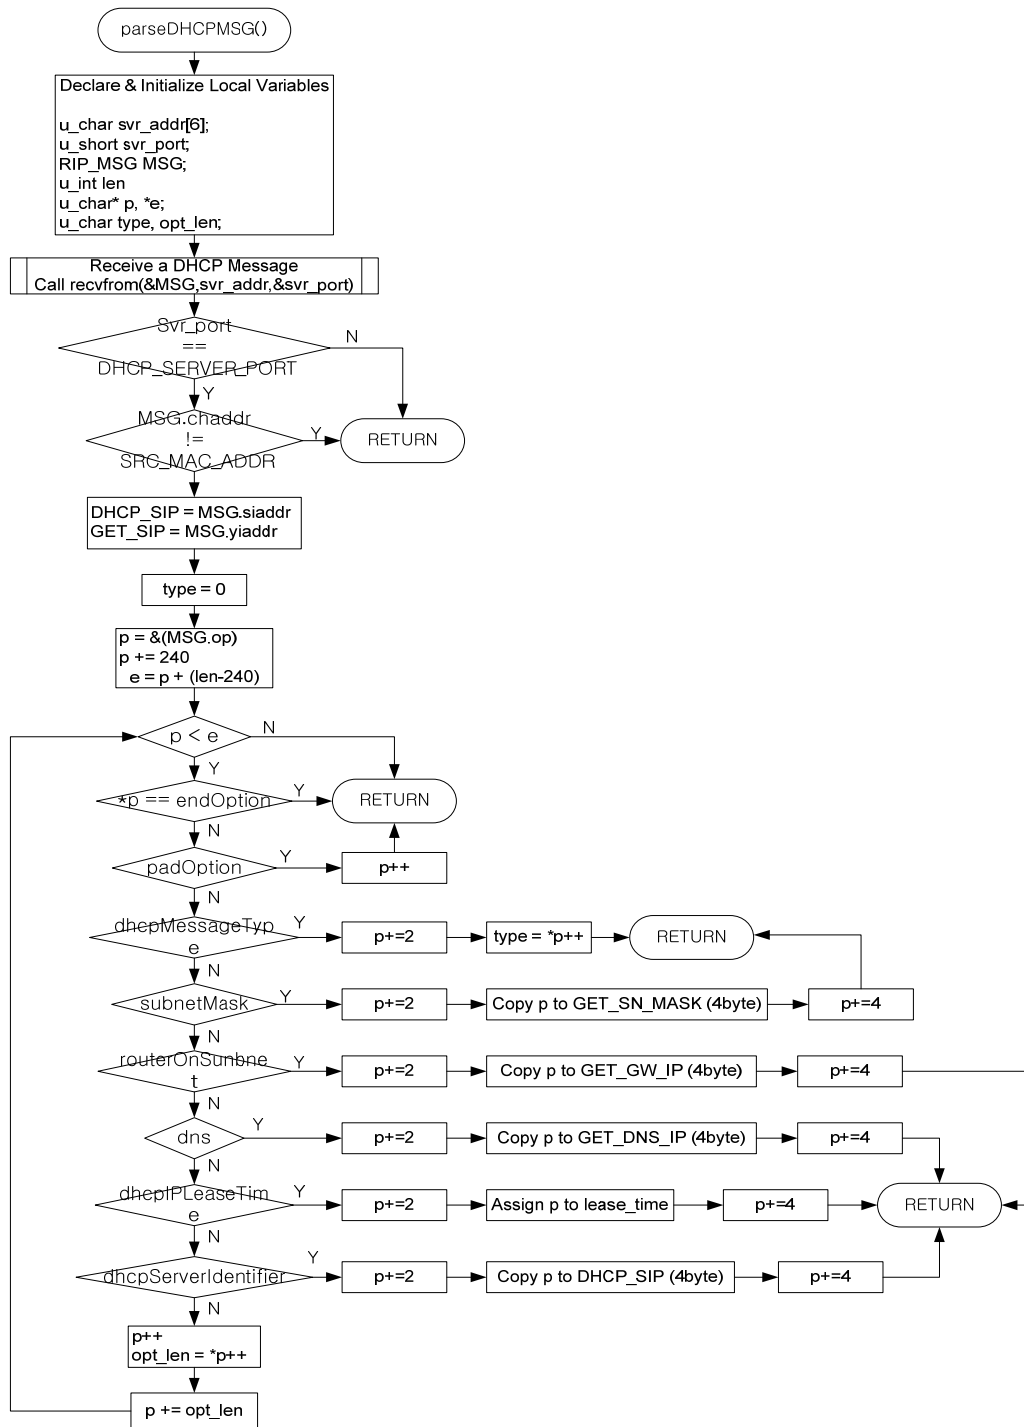 parseDHCPMSG()
Declare & Initialize Local Variables
u_char svr_addr[6];
u_short svr_port;
RIP_MSG MSG;
u_int len
u_char* p, *e;
u_char type, opt_len;
Receive a DHCP Message
Call recvfrom(&MSG,svr_addr,&svr_port)
Svr_port
==
DHCP_SERVER_PORT
N
Y
MSG.chaddr
!=
SRC_MAC_ADDR
Y
RETURN
DHCP_SIP = MSG.siaddr
GET_SIP = MSG.yiaddr
type = 0
p = &(MSG.op)
p += 240
e = p + (len-240)
p < e
N
Y
*p == endOption
Y
RETURN
N
padOption
Y
p++
N
dhcpMessageTyp
e
Y
p+=2
type = *p++
RETURN
N
subnetMask
Y
p+=2
Copy p to GET_SN_MASK (4byte)
p+=4
N
routerOnSunbne
t
Y
p+=2
Copy p to GET_GW_IP (4byte)
p+=4
N
dns
Y
p+=2
Copy p to GET_DNS_IP (4byte)
p+=4
N
dhcpIPLeaseTim
e
Y
p+=2
Assign p to lease_time
p+=4
RETURN
N
dhcpServerIdentifier
Y
p+=2
Copy p to DHCP_SIP (4byte)
p+=4
N
p++
opt_len = *p++
p += opt_len